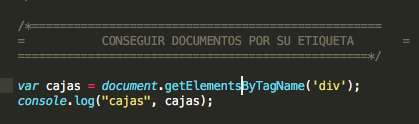 /*==================================================
=           CONSEGUIR DOCUMENTOS POR SU ETIQUETA       =
==================================================*/
var cajas = document.getElementsByTagName('div');
console.log("cajas", cajas);